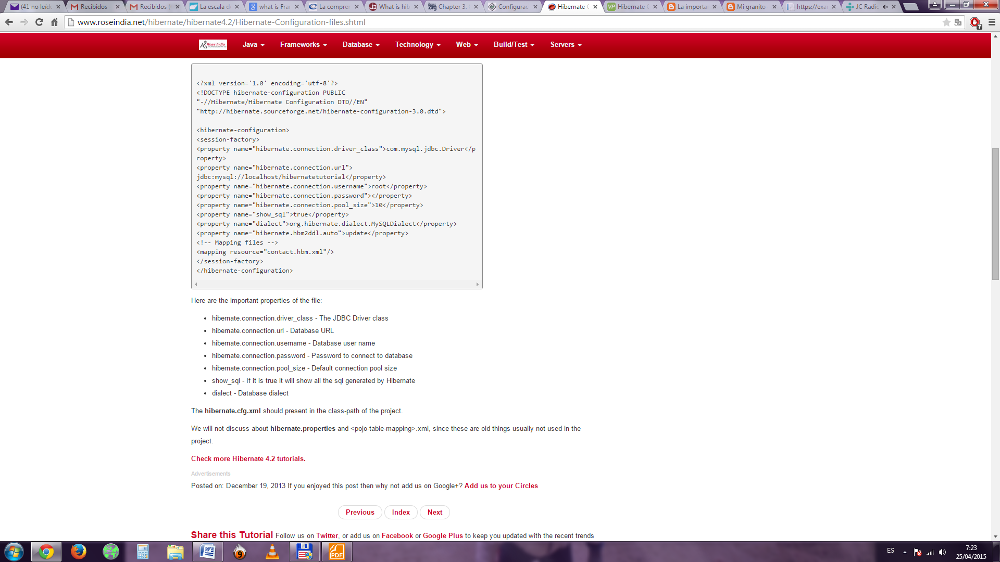 (41 no leído
Recibidos -
Recibidos (
La escala d
what is Fra
La compre
What is hib
Chapter 3.
Configurac
Hibernate C
Hibernate C
La importa
Mi granito
https://exa
JC Radio
www.roseindia.net/hibernate/hibernate4.2/Hibernate-Configuration-files.shtml
7
Rose India
Java
Frameworks
Database
Technology
Web
Build/Test
Servers
<?xml version='1.0' encoding='utf-8'?>
<!DOCTYPE hibernate-configuration PUBLIC
"-//Hibernate/Hibernate Configuration DTD//EN"
"http://hibernate.sourceforge.net/hibernate-configuration-3.0.dtd">
<hibernate-configuration>
<session-factory>
<property name="hibernate.connection.driver_class">com.mysql.jdbc.Driver</p
roperty>
<property name="hibernate.connection.url">
jdbc:mysql://localhost/hibernatetutorial</property>
<property name="hibernate.connection.username">root</property>
<property name="hibernate.connection.password"></property>
<property name="hibernate.connection.pool_size">10</property>
<property name="show_sql">true</property>
<property name="dialect">org.hibernate.dialect.MySQLDialect</property>
<property name="hibernate.hbm2ddl.auto">update</property>
<!-- Mapping files -->
<mapping resource="contact.hbm.xml"/>
</session-factory>
</hibernate-configuration>
Here are the important properties of the file:
• hibernate.connection.driver_class - The JDBC Driver class
• hibernate.connection.url - Database URL
• hibernate.connection.username - Database user name
• hibernate.connection.password - Password to connect to database
• hibernate.connection.pool_size - Default connection pool size
• show_sql - If it is true it will show all the sql generated by Hibernate
• dialect - Database dialect
The hibernate.cfg.xml should present in the class-path of the project.
We will not discuss about hibernate.properties and <pojo-table-mapping>.xml, since these are old things usually not used in the
project.
Check more Hibernate 4.2 tutorials.
Advertisements
Posted on: December 19, 2013 If you enjoyed this post then why not add us on Google+? Add us to your Circles
Previous
Index
Next
Share this Tutorial Follow us on Twitter, or add us on Facebook or Google Plus to keep you updated with the recent trends
PDF
ES
7:23
25/04/2015